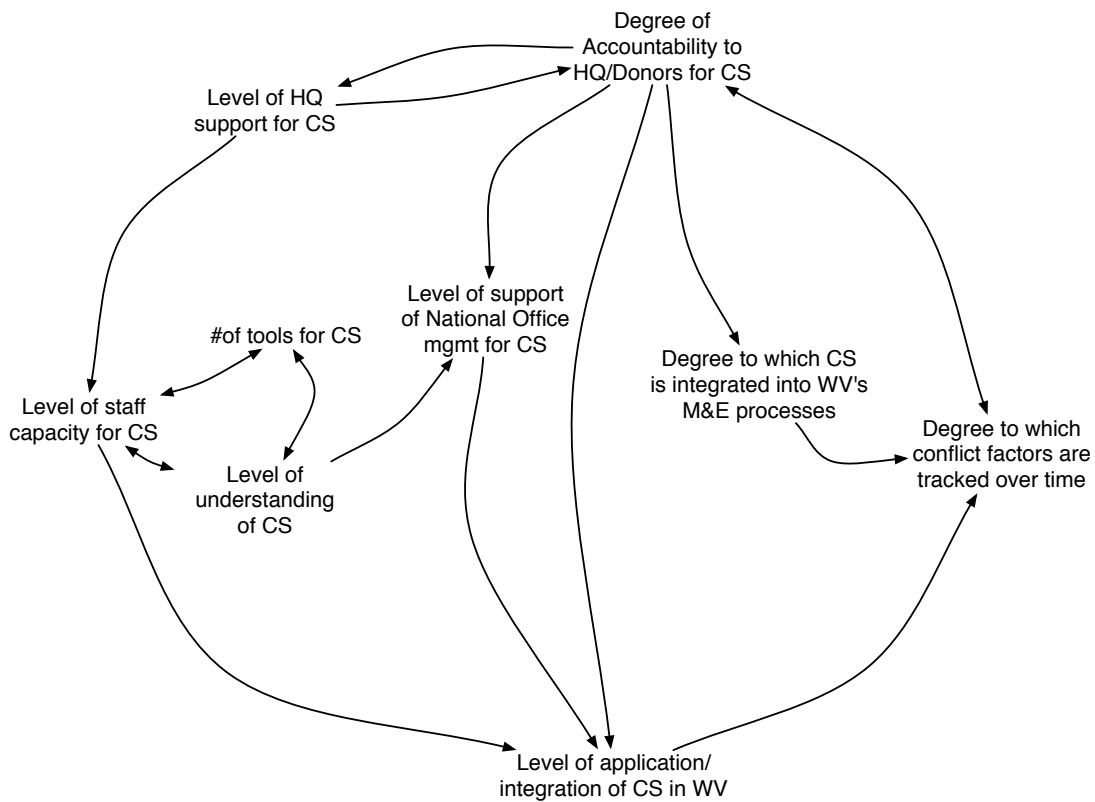 Degree of
Accountability to
HQ/Donors for CS
Level of HQ
support for CS
Level of support
of National Office
mgmt for CS
#of tools for CS
Degree to which CS
is integrated into WV's
M&E processes
Level of staff
capacity for CS
Degree to which
conflict factors are
tracked over time
Level of
understanding
of CS
Level of application/
integration of CS in WV